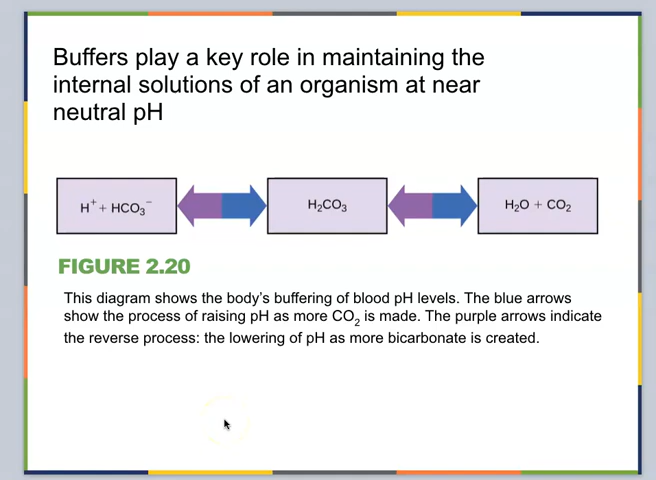 Buffers play a key role in maintaining the
internal solutions of an organism at near
neutral pH
H⁺ + HCO₃⁻
H₂CO₃
H₂O + CO₂
FIGURE 2.20
This diagram shows the body's buffering of blood pH levels. The blue arrows
show the process of raising pH as more CO₂ is made. The purple arrows indicate
the reverse process: the lowering of pH as more bicarbonate is created.